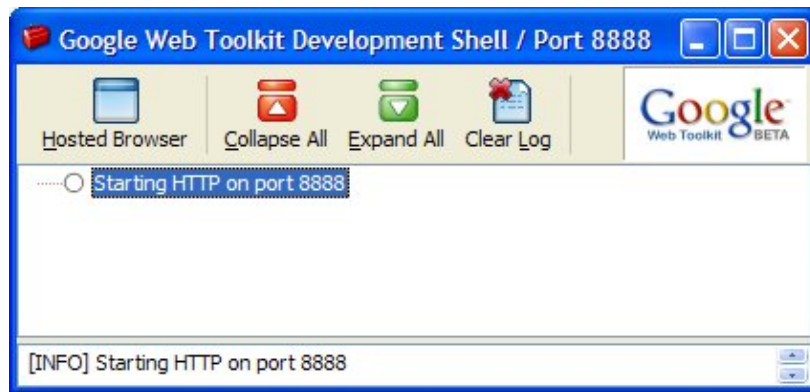 Google Web Toolkit Development Shell / Port 8888
Hosted Browser Collapse All Expand All Clear Log
Google
Web Toolkit BETA
Starting HTTP on port 8888
[INFO] Starting HTTP on port 8888